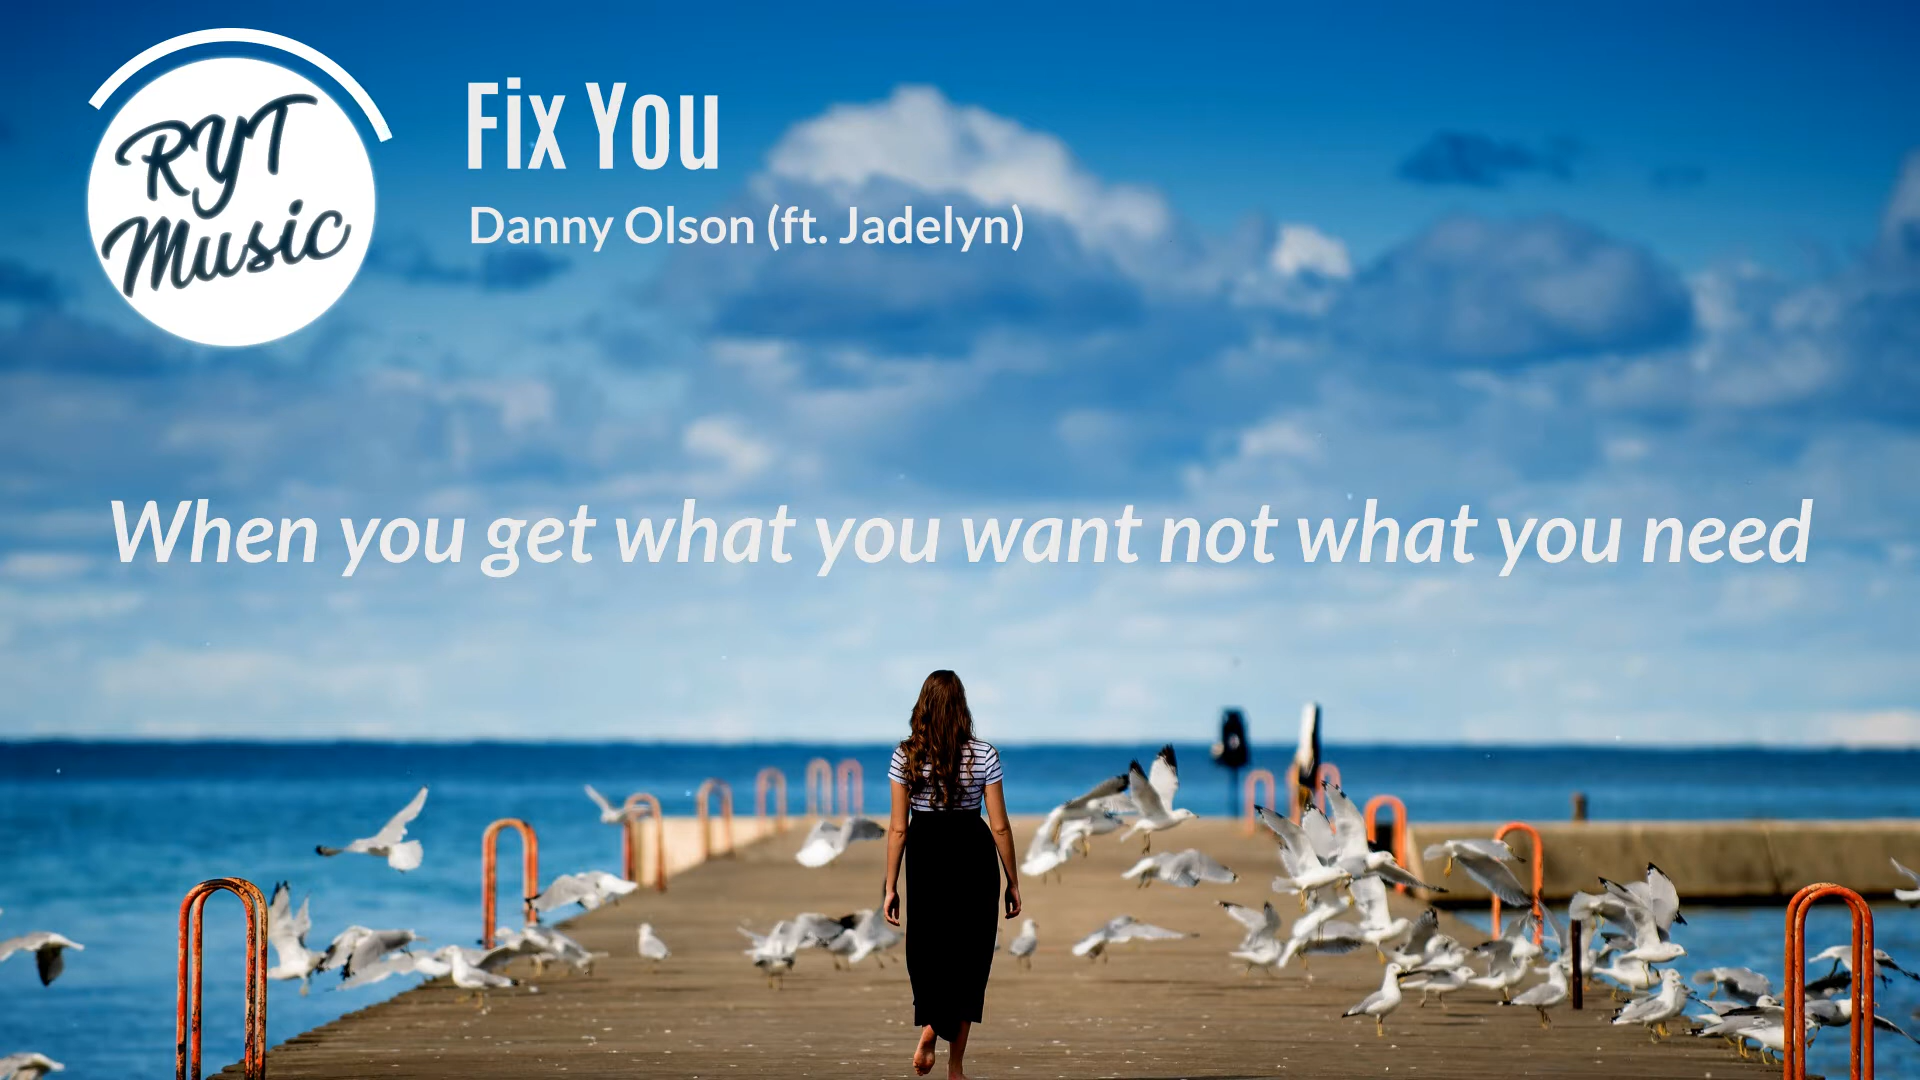 RYT
Music
Fix You
Danny Olson (ft. Jadelyn)
When you get what you want not what you need